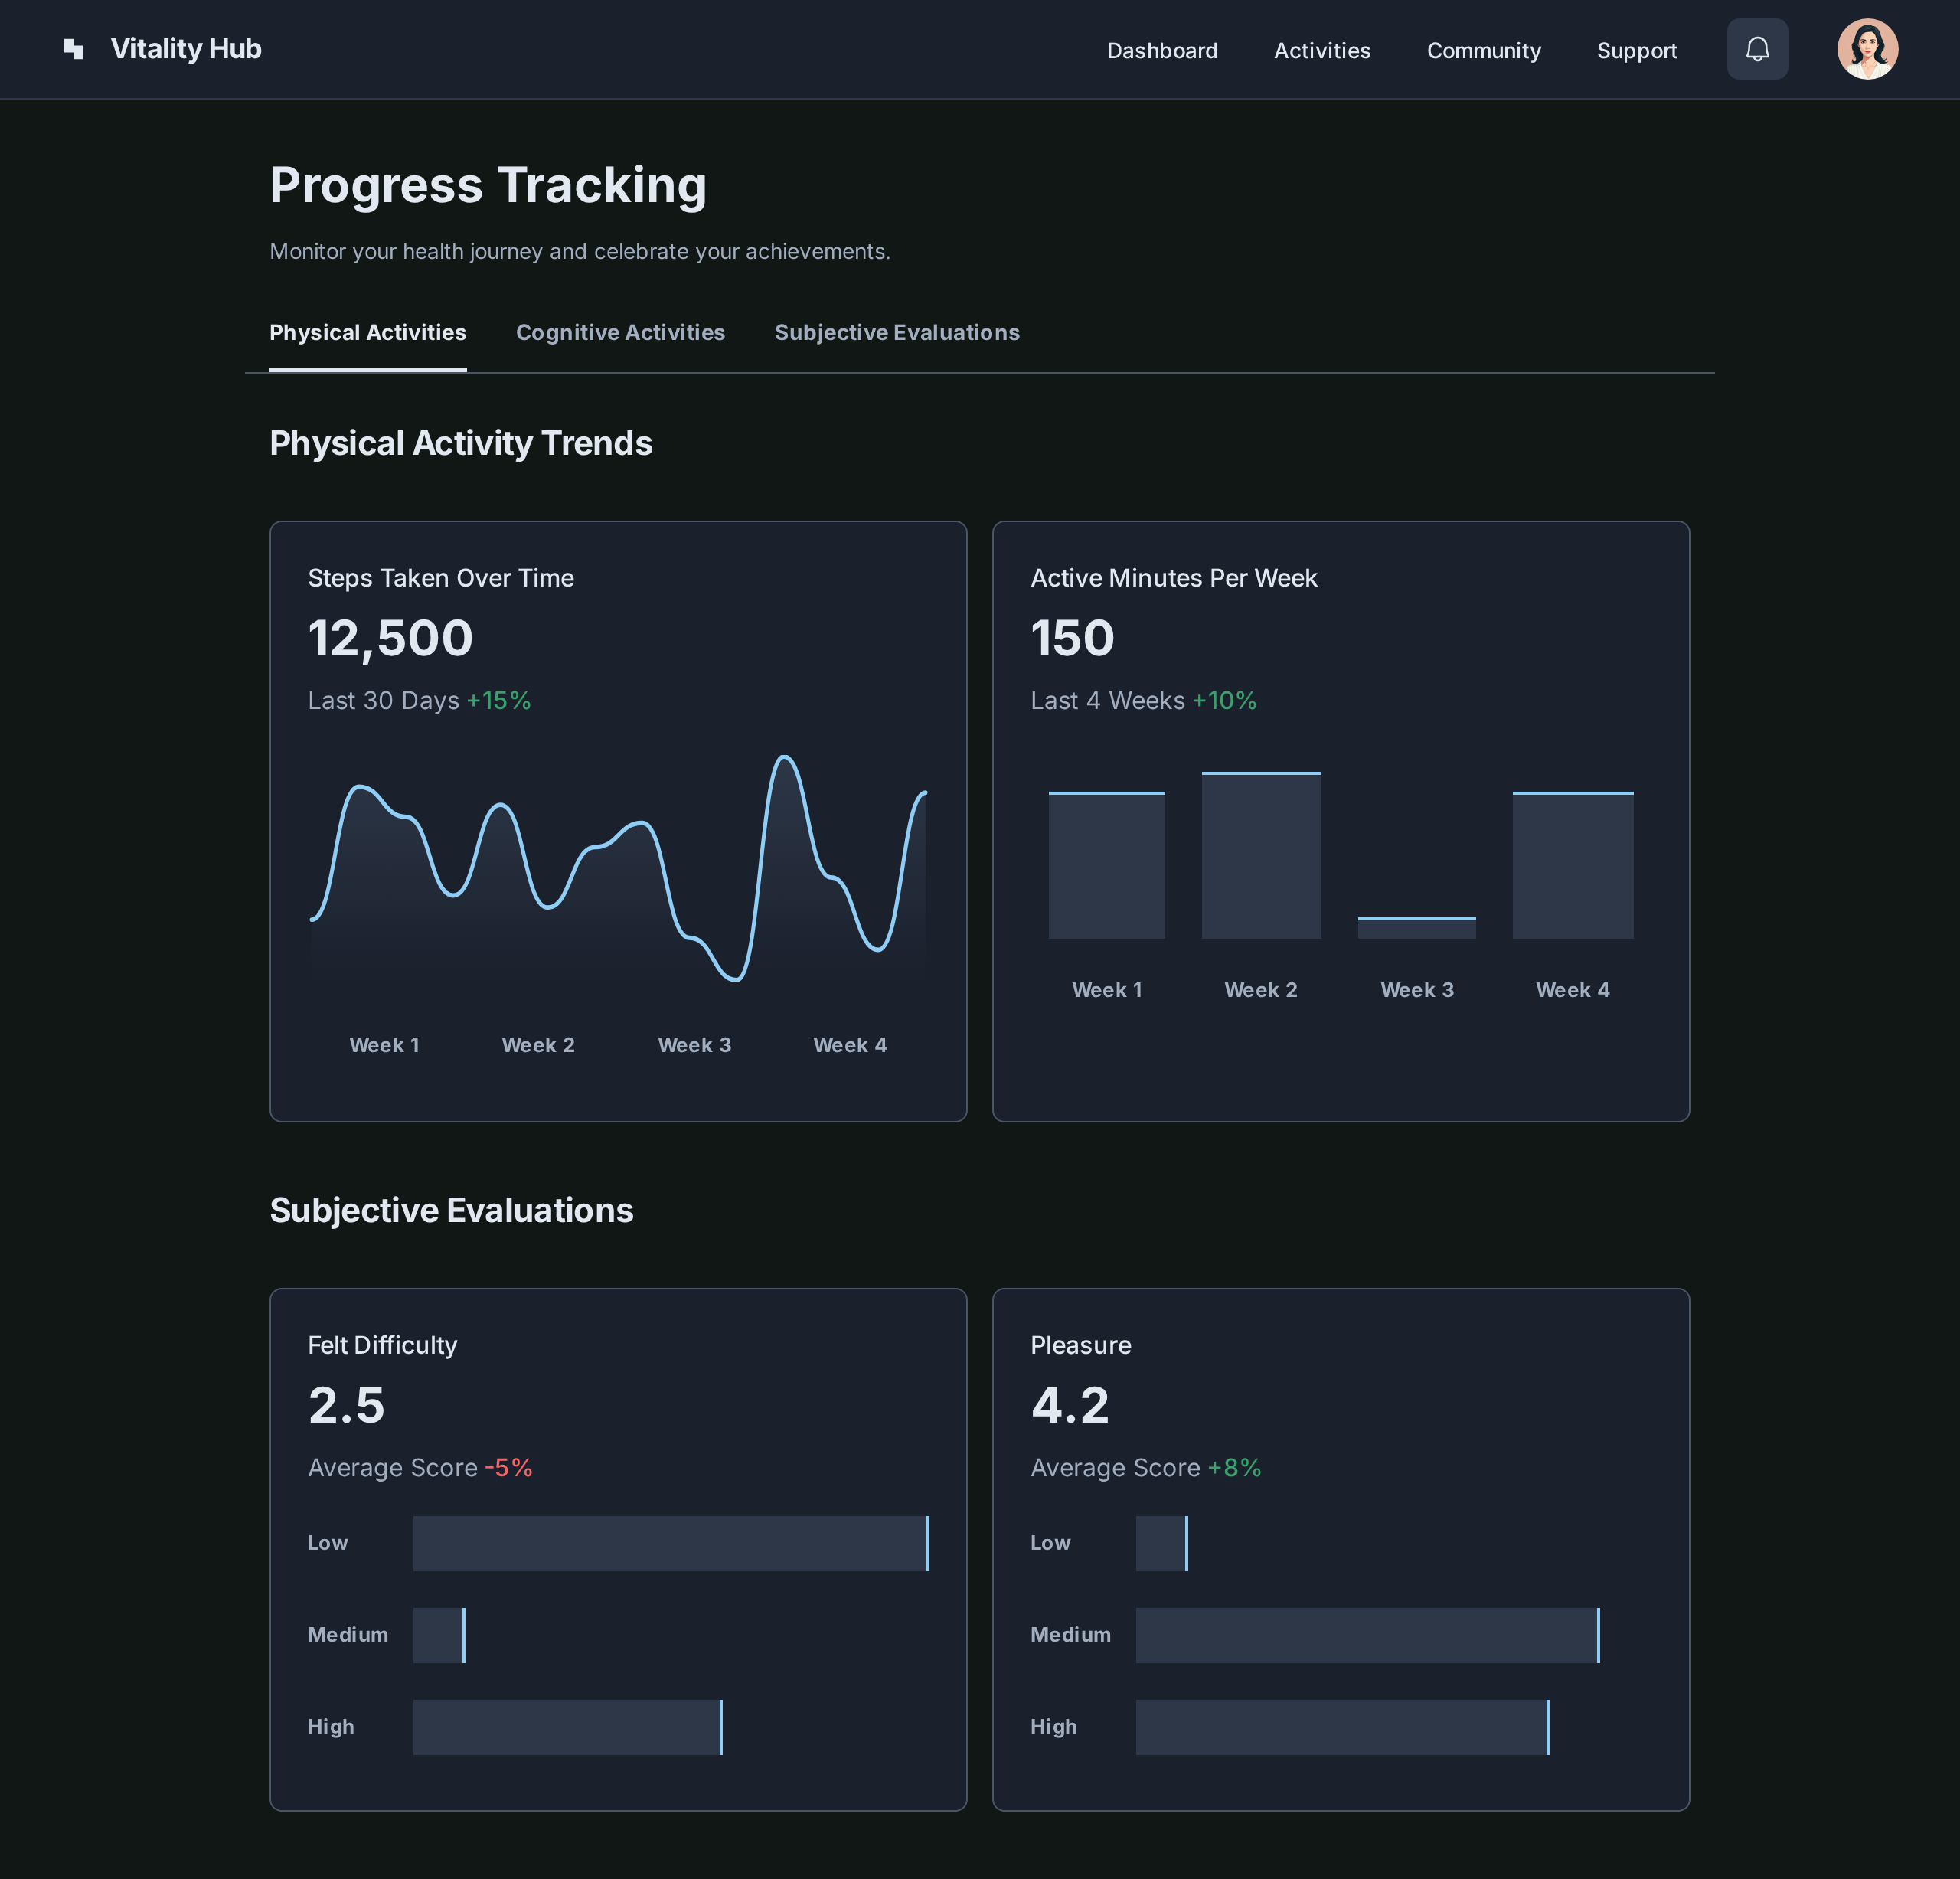 Vitality Hub
Dashboard
Activities
Community
Support
Progress Tracking
Monitor your health journey and celebrate your achievements.
Physical Activities
Cognitive Activities
Subjective Evaluations
Physical Activity Trends
Steps Taken Over Time
12,500
Last 30 Days +15%
Week 1
Week 2
Week 3
Week 4
Active Minutes Per Week
150
Last 4 Weeks +10%
Week 1
Week 2
Week 3
Week 4
Subjective Evaluations
Felt Difficulty
2.5
Average Score -5%
Low
Medium
High
Pleasure
4.2
Average Score +8%
Low
Medium
High